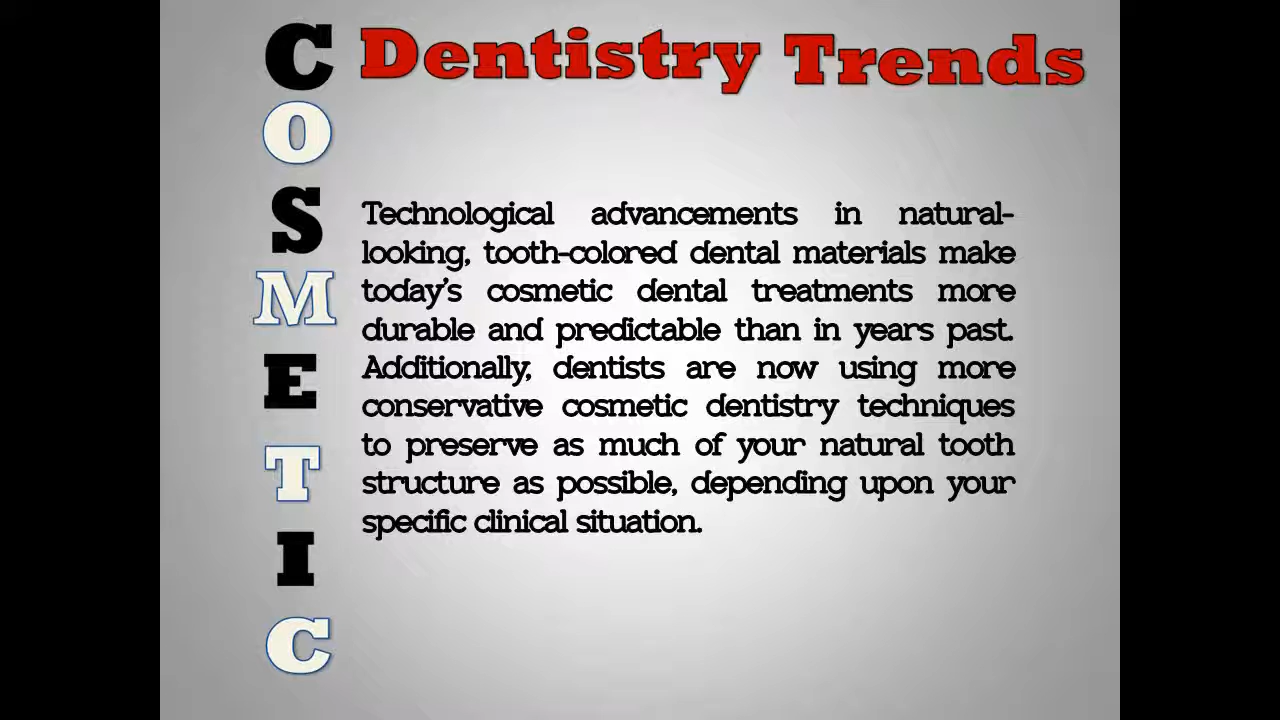 COSMETIC
Dentistry Trends
Technological advancements in natural-
looking, tooth-colored dental materials make
today's cosmetic dental treatments more
durable and predictable than in years past.
Additionally, dentists are now using more
conservative cosmetic dentistry techniques
to preserve as much of your natural tooth
structure as possible, depending upon your
specific clinical situation.